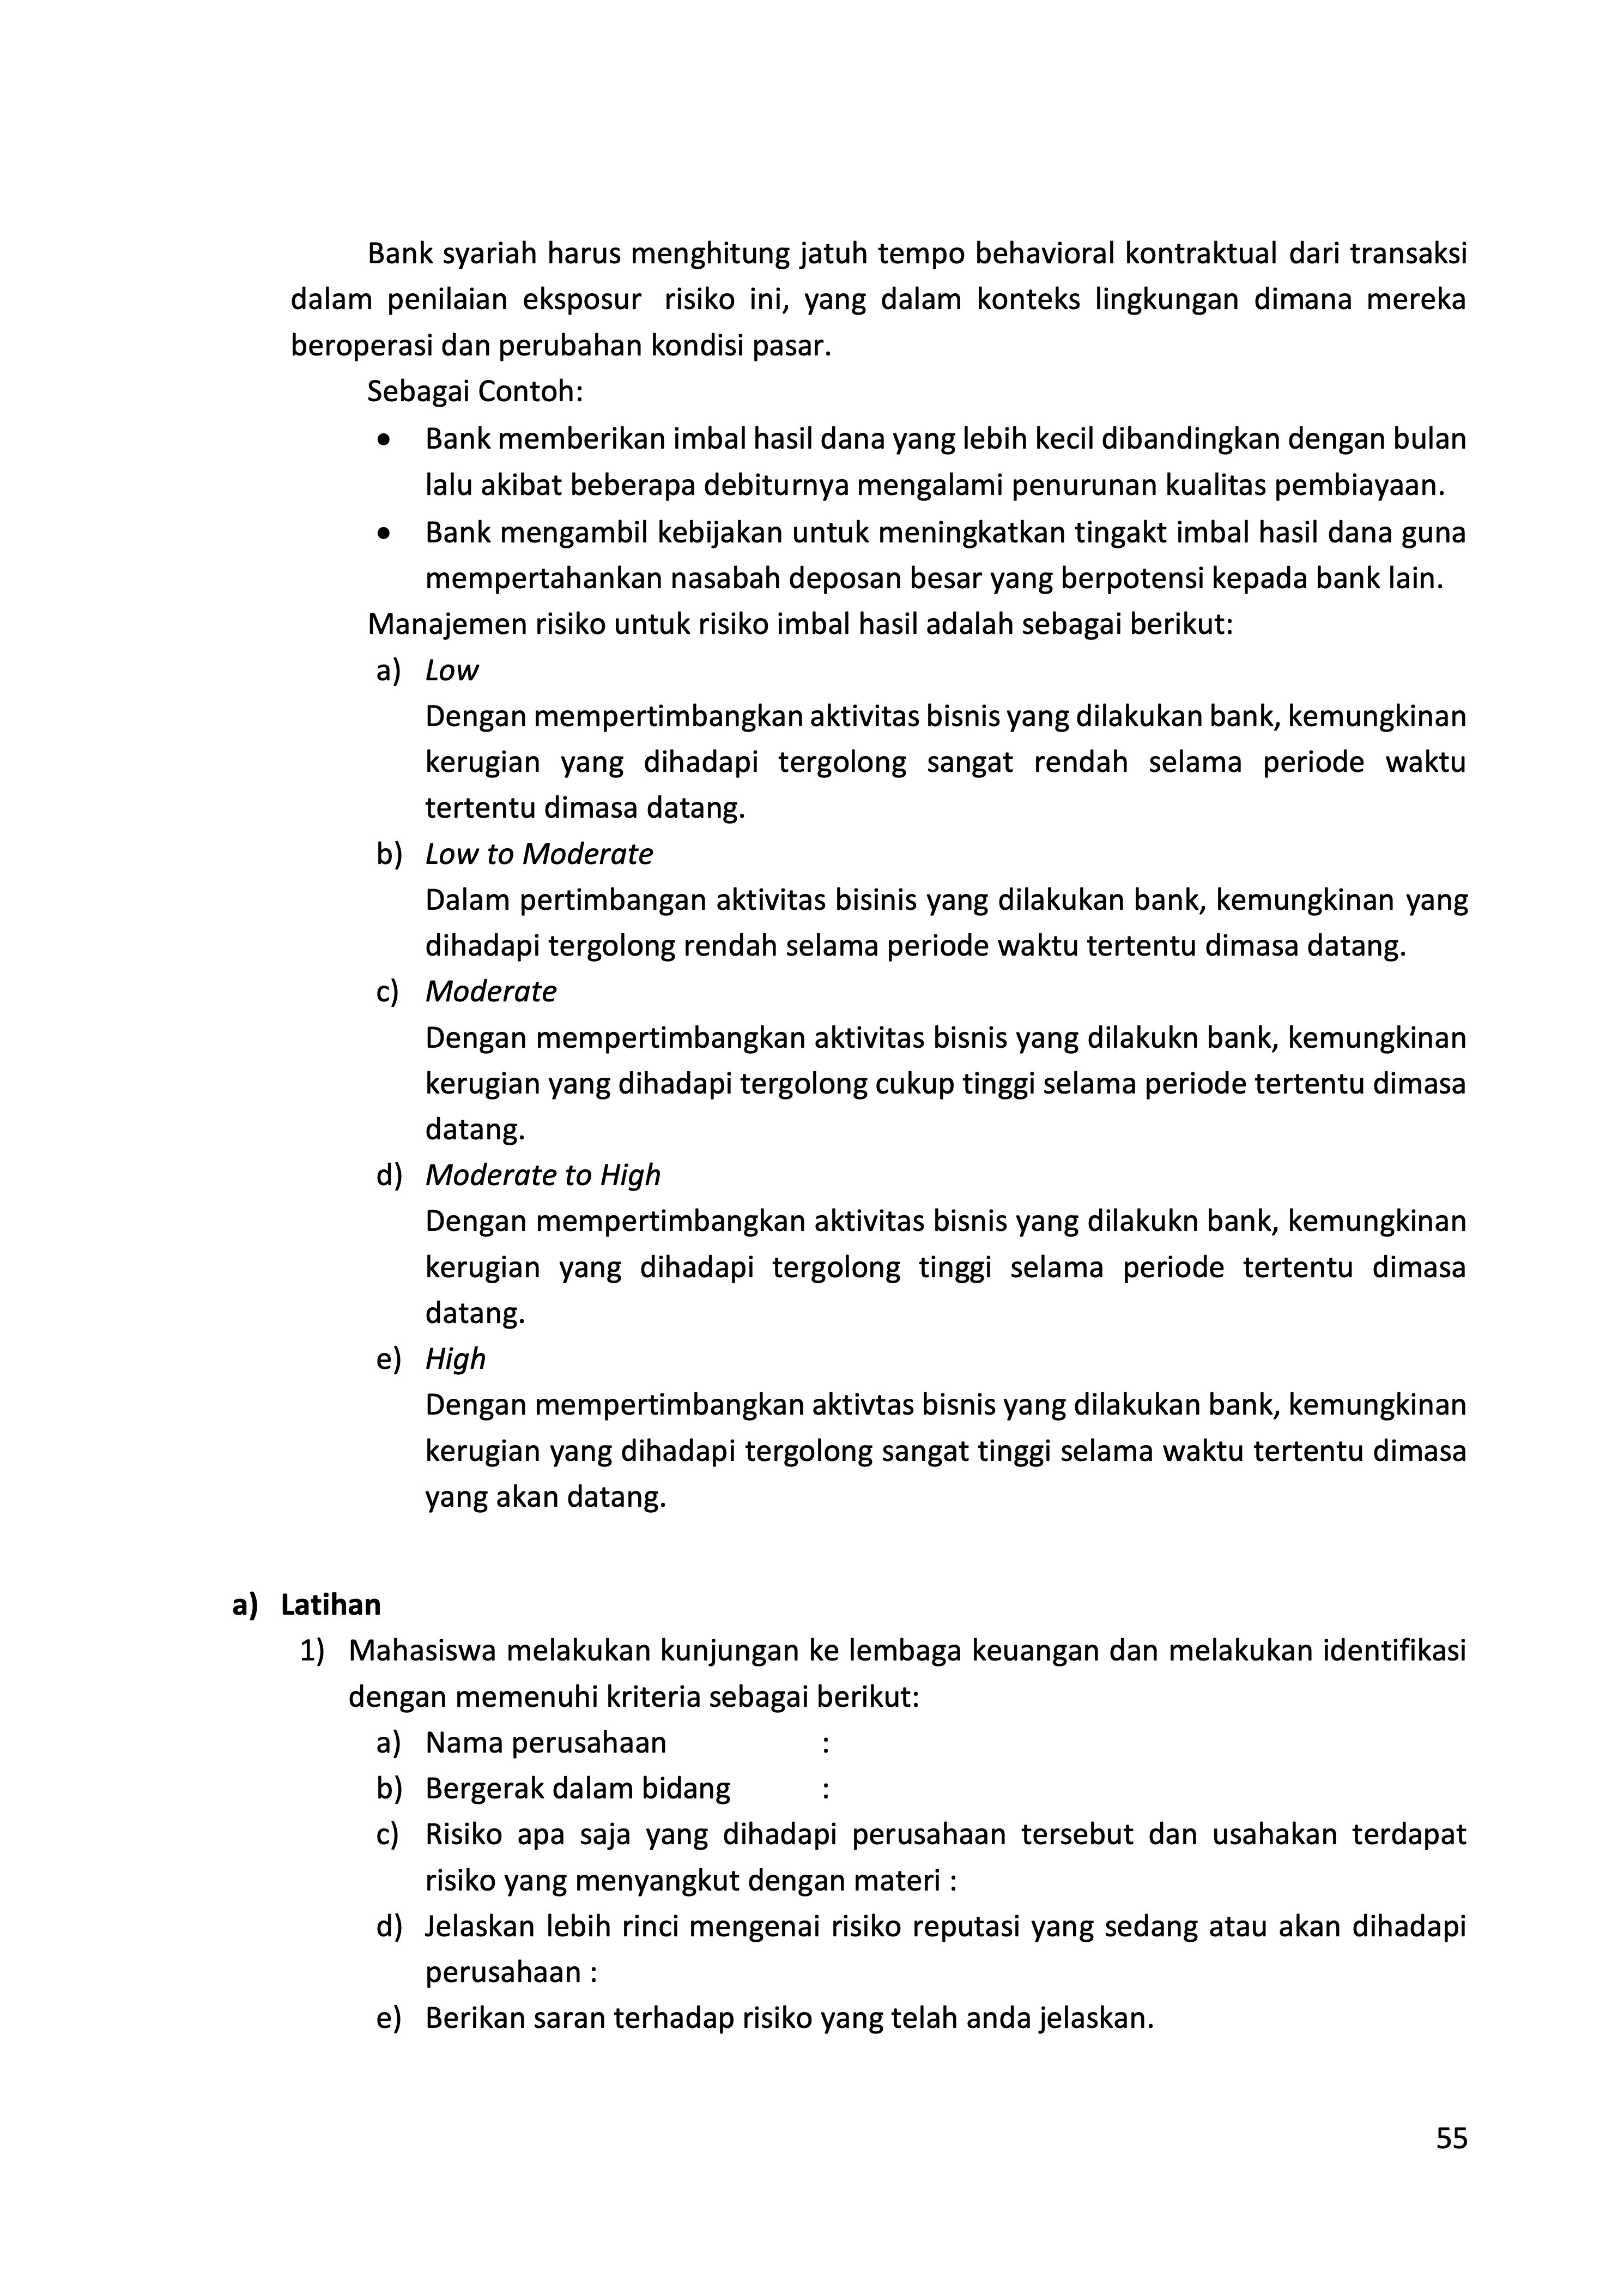 Bank syariah harus menghitung jatuh tempo behavioral kontraktual dari transaksi
dalam penilaian eksposur risiko ini, yang dalam konteks lingkungan dimana mereka
beroperasi dan perubahan kondisi pasar.
Sebagai Contoh:
• Bank memberikan imbal hasil dana yang lebih kecil dibandingkan dengan bulan
lalu akibat beberapa debiturnya mengalami penurunan kualitas pembiayaan.
• Bank mengambil kebijakan untuk meningkatkan tingakt imbal hasil dana guna
mempertahankan nasabah deposan besar yang berpotensi kepada bank lain.
Manajemen risiko untuk risiko imbal hasil adalah sebagai berikut:
a) Low
Dengan mempertimbangkan aktivitas bisnis yang dilakukan bank, kemungkinan
kerugian yang dihadapi tergolong sangat rendah selama periode waktu
tertentu dimasa datang.
b) Low to Moderate
Dalam pertimbangan aktivitas bisinis yang dilakukan bank, kemungkinan yang
dihadapi tergolong rendah selama periode waktu tertentu dimasa datang.
c) Moderate
Dengan mempertimbangkan aktivitas bisnis yang dilakukn bank, kemungkinan
kerugian yang dihadapi tergolong cukup tinggi selama periode tertentu dimasa
datang.
d) Moderate to High
Dengan mempertimbangkan aktivitas bisnis yang dilakukn bank, kemungkinan
kerugian yang dihadapi tergolong tinggi selama periode tertentu dimasa
datang.
e) High
Dengan mempertimbangkan aktivtas bisnis yang dilakukan bank, kemungkinan
kerugian yang dihadapi tergolong sangat tinggi selama waktu tertentu dimasa
yang akan datang.
a) Latihan
1) Mahasiswa melakukan kunjungan ke lembaga keuangan dan melakukan identifikasi
dengan memenuhi kriteria sebagai berikut:
a) Nama perusahaan :
b) Bergerak dalam bidang :
c) Risiko apa saja yang dihadapi perusahaan tersebut dan usahakan terdapat
risiko yang menyangkut dengan materi :
d) Jelaskan lebih rinci mengenai risiko reputasi yang sedang atau akan dihadapi
perusahaan :
e) Berikan saran terhadap risiko yang telah anda jelaskan.
55